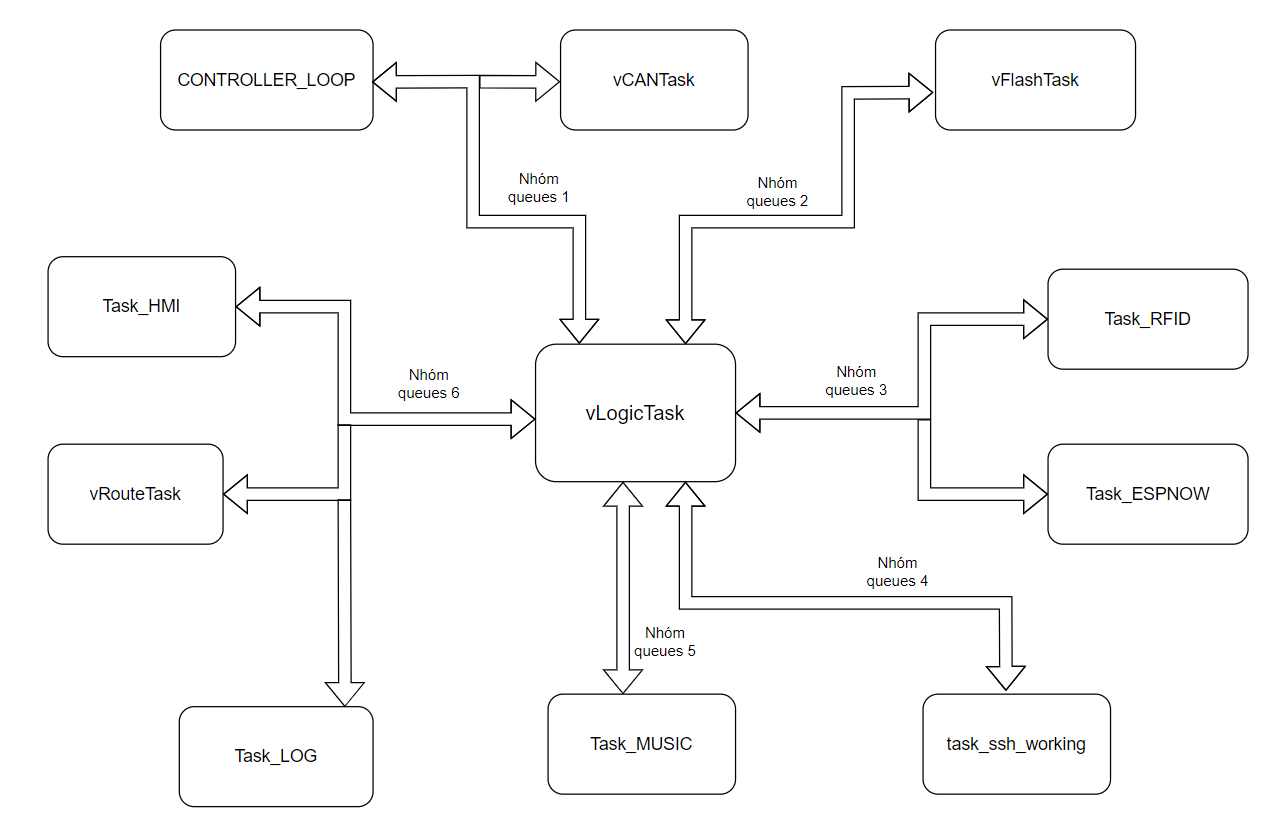 CONTROLLER_LOOP
vCANTask
vFlashTask
Nhóm
queues 1
Nhóm
queues 2
Task_HMI
Task_RFID
Nhóm
queues 6
vLogicTask
Nhóm
queues 3
vRouteTask
Task_ESPNOW
Nhóm
queues 4
Nhóm
queues 5
Task_LOG
Task_MUSIC
task_ssh_working